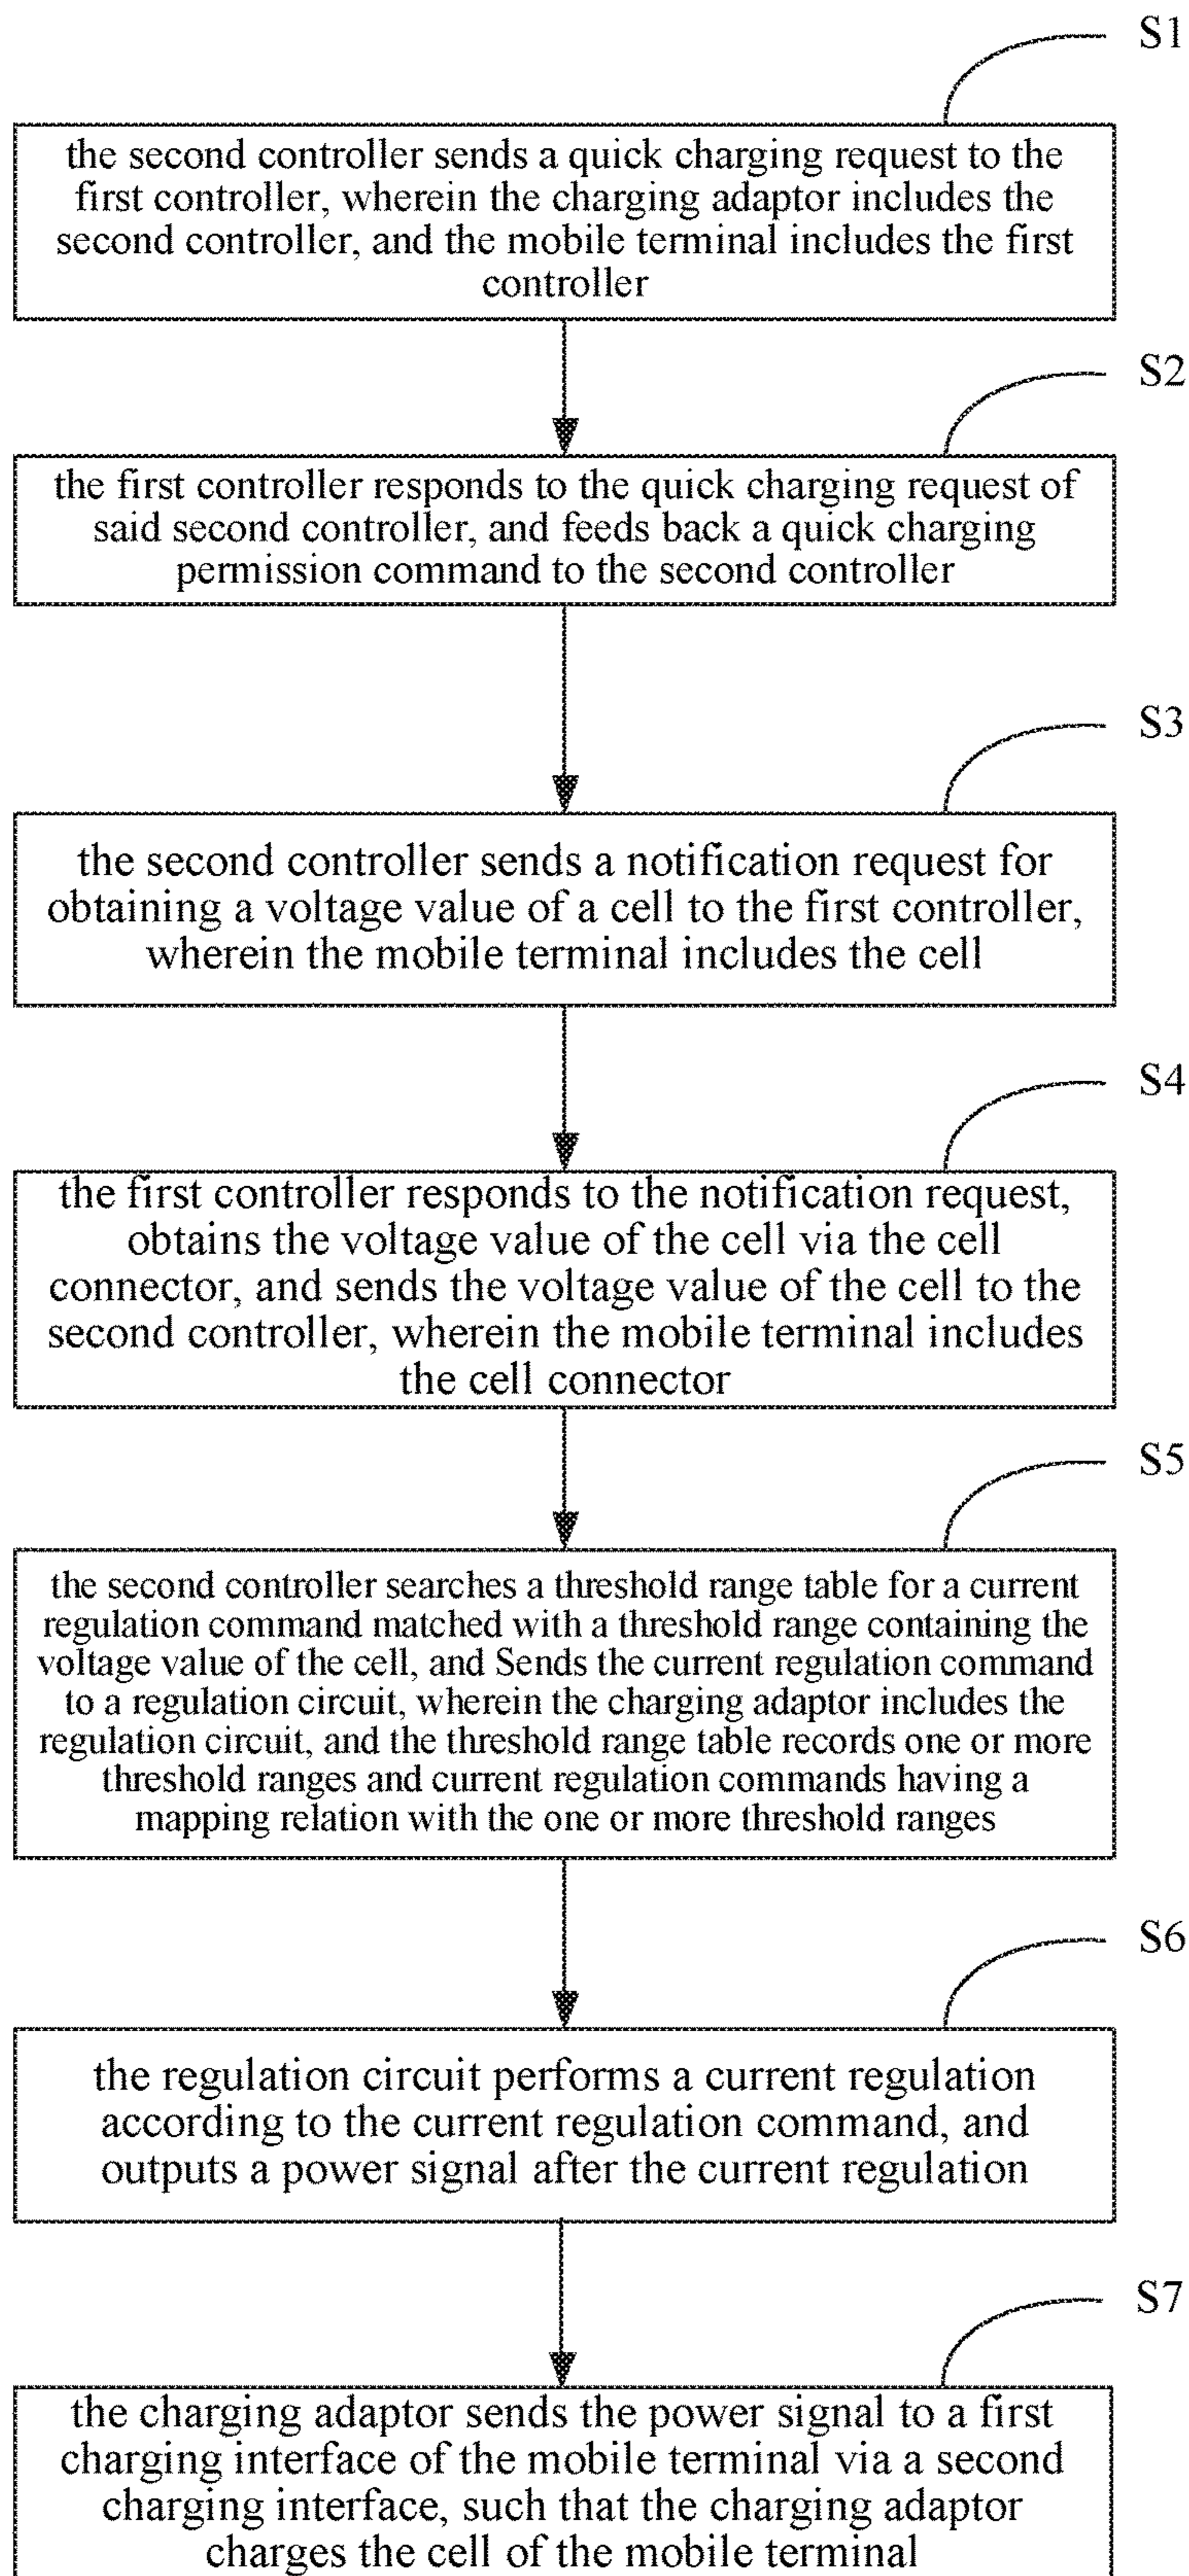 S1
the second controller sends a quick charging request to the
first controller, wherein the charging adaptor includes the
second controller, and the mobile terminal includes the first
controller
S2
the first controller responds to the quick charging request of
said second controller, and feeds back a quick charging
permission command to the second controller
S3
the second controller sends a notification request for
obtaining a voltage value of a cell to the first controller,
wherein the mobile terminal includes the cell
S4
the first controller responds to the notification request,
obtains the voltage value of the cell via the cell
connector, and sends the voltage value of the cell to the
second controller, wherein the mobile terminal includes
the cell connector
S5
the second controller searches a threshold range table for a current
regulation command matched with a threshold range containing the
voltage value of the cell, and Sends the current regulation command
to a regulation circuit, wherein the charging adaptor includes the
regulation circuit, and the threshold range table records one or more
threshold ranges and current regulation commands having a
mapping relation with the one or more threshold ranges
S6
the regulation circuit performs a current regulation
according to the current regulation command, and
outputs a power signal after the current regulation
S7
the charging adaptor sends the power signal to a first
charging interface of the mobile terminal via a second
charging interface, such that the charging adaptor
charges the cell of the mobile terminal